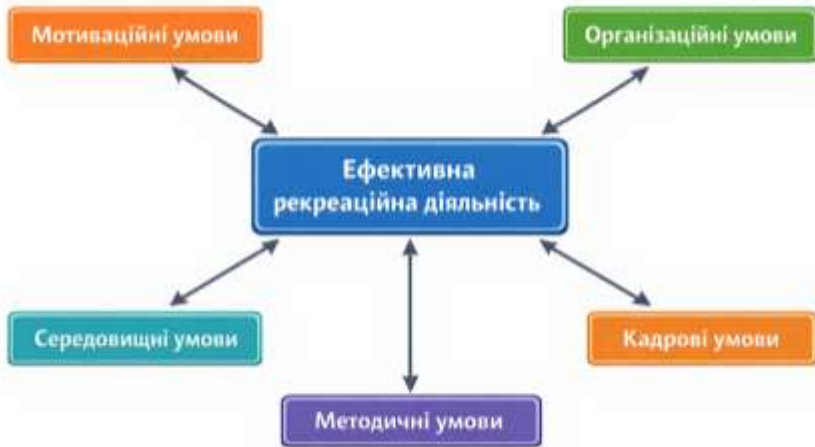 Мотиваційні умови
Організаційні умови
Ефективна
рекреаційна діяльність
Середовищні умови
Кадрові умови
Методичні умови